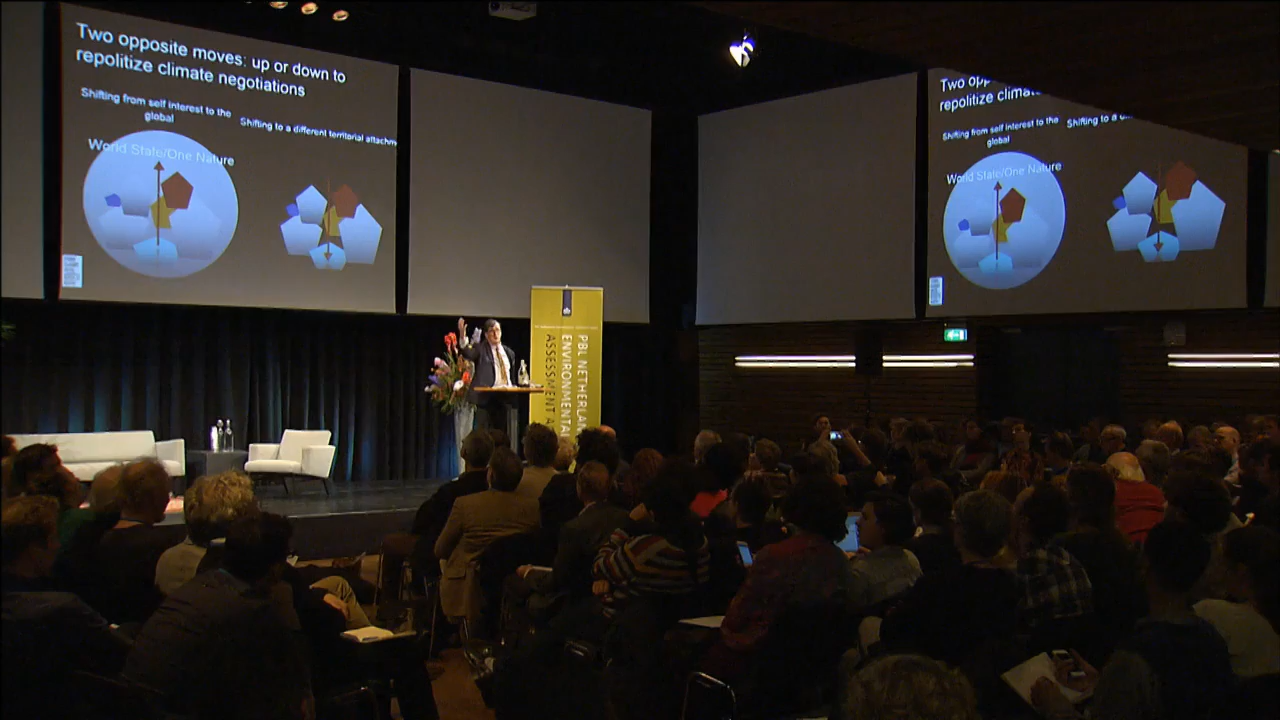 Two opposite moves: up or down to
repolitize climate negotiations
Shifting from self interest to the
global
Shifting to a different territorial attachm
World State/One Nature
Two opp
repolitize clima
Shifting from self interest to the
global
Shifting to a
World State/One Nature
PBL NETHERLAN
ENVIRONMENTAL
ASSESSMENT A